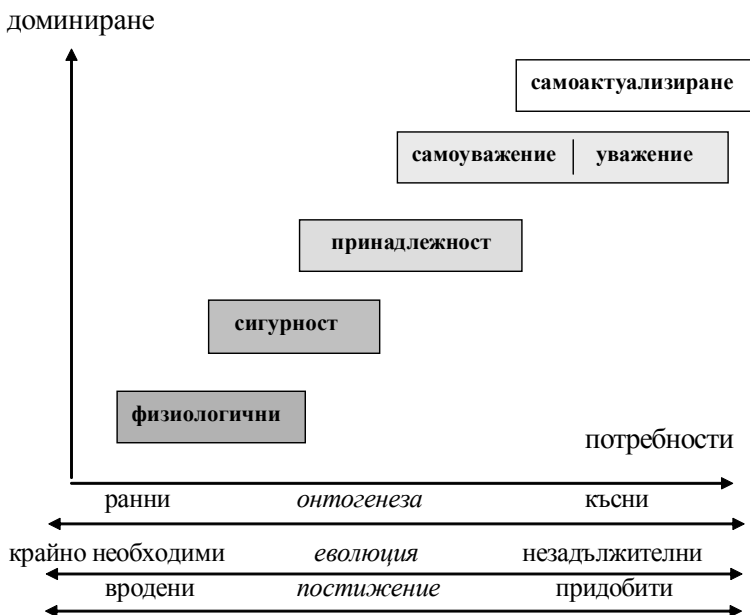 доминиране
самоактуализиране
самоуважение уважение
принадлежност
сигурност
физиологични
потребности
ранни онтогенеза късни
крайно необходими еволюция незадължителни
вродени постижение придобити